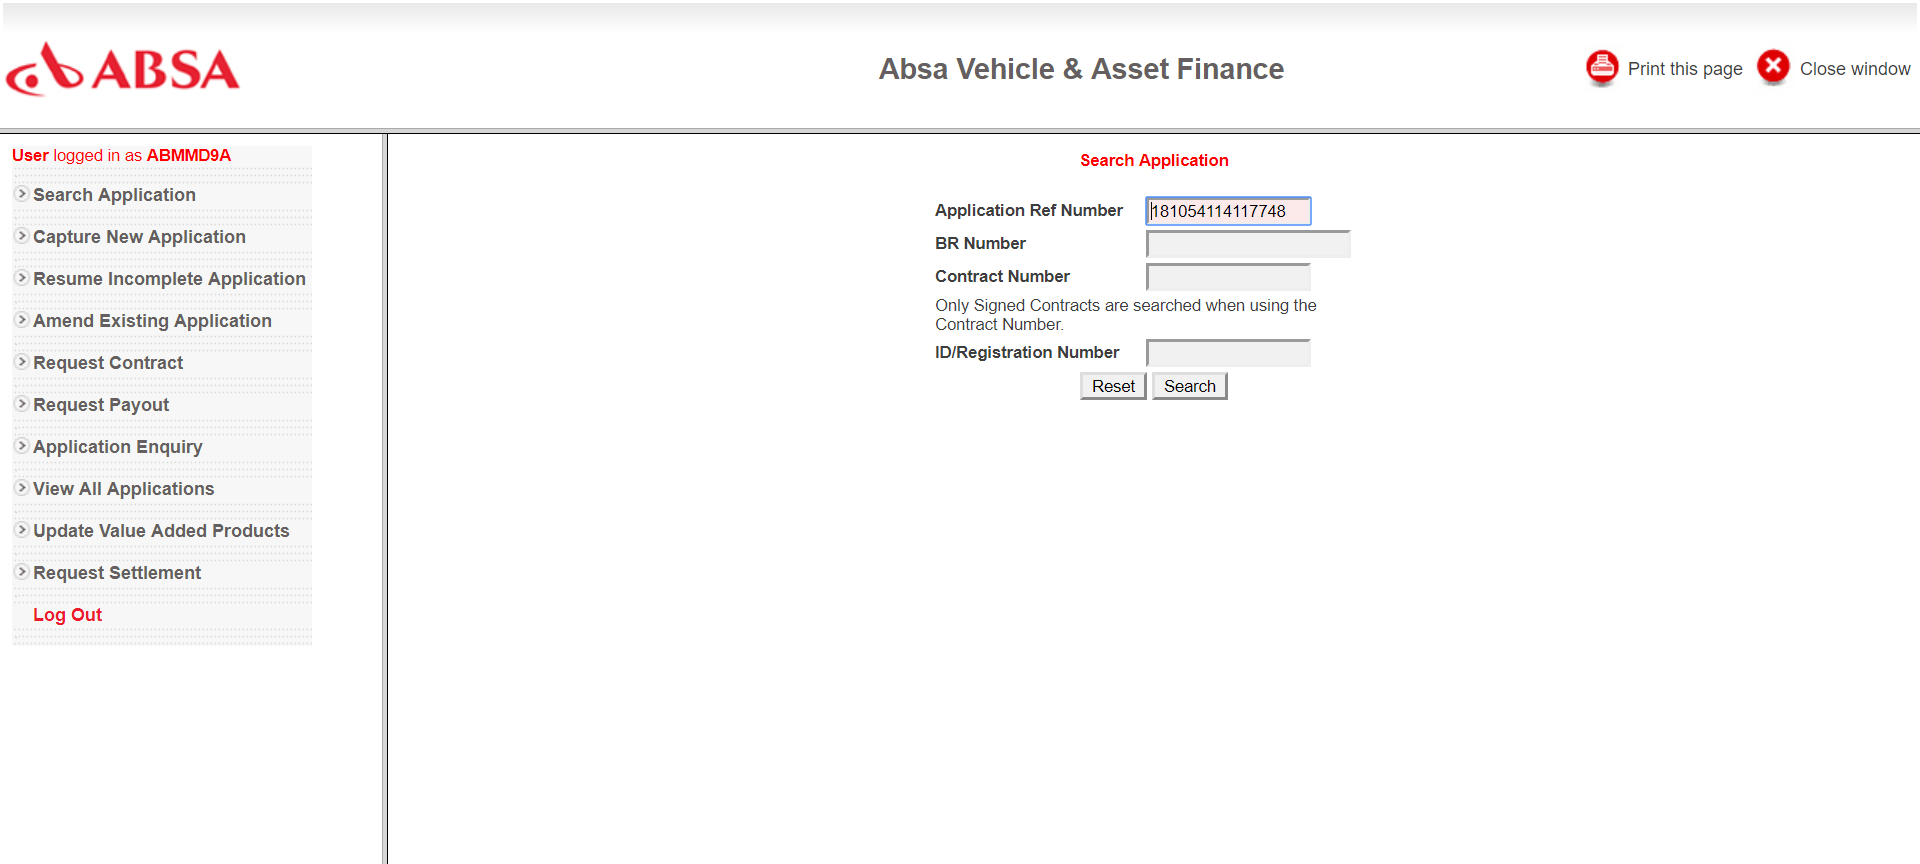 ABSA
Absa Vehicle & Asset Finance
Print this page
Close window
User logged in as ABMMD9A
Search Application
Capture New Application
Resume Incomplete Application
Amend Existing Application
Request Contract
Request Payout
Application Enquiry
View All Applications
Update Value Added Products
Request Settlement
Log Out
Search Application
Application Ref Number 181054114117748
BR Number
Contract Number
Only Signed Contracts are searched when using the
Contract Number.
ID/Registration Number
Reset Search